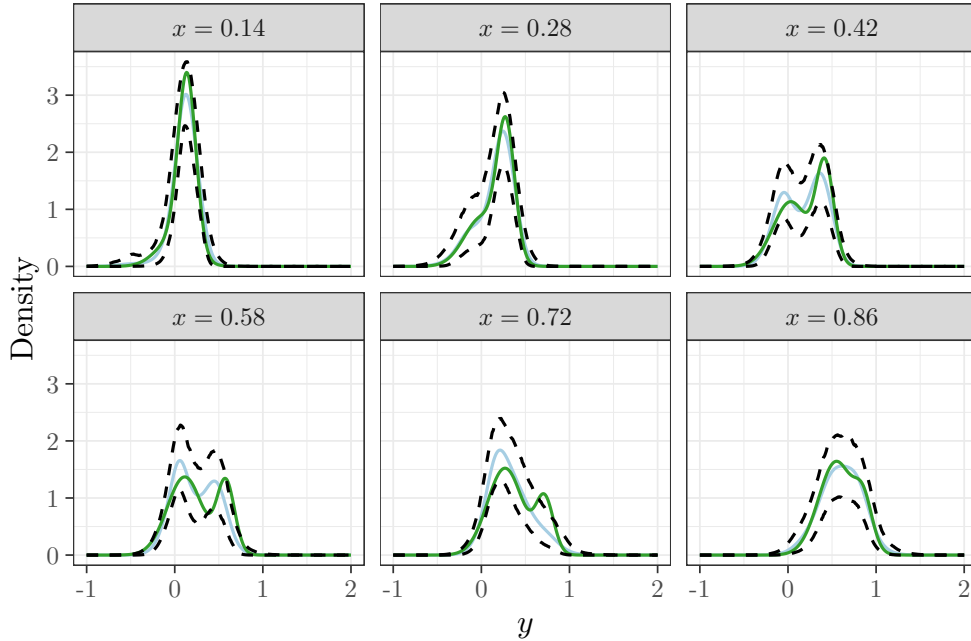 x = 0.14
x = 0.28
x = 0.42
3
2
1
0
Density
x = 0.58
x = 0.72
x = 0.86
3
2
1
0
-1 0 1 2
-1 0 1 2
-1 0 1 2
y